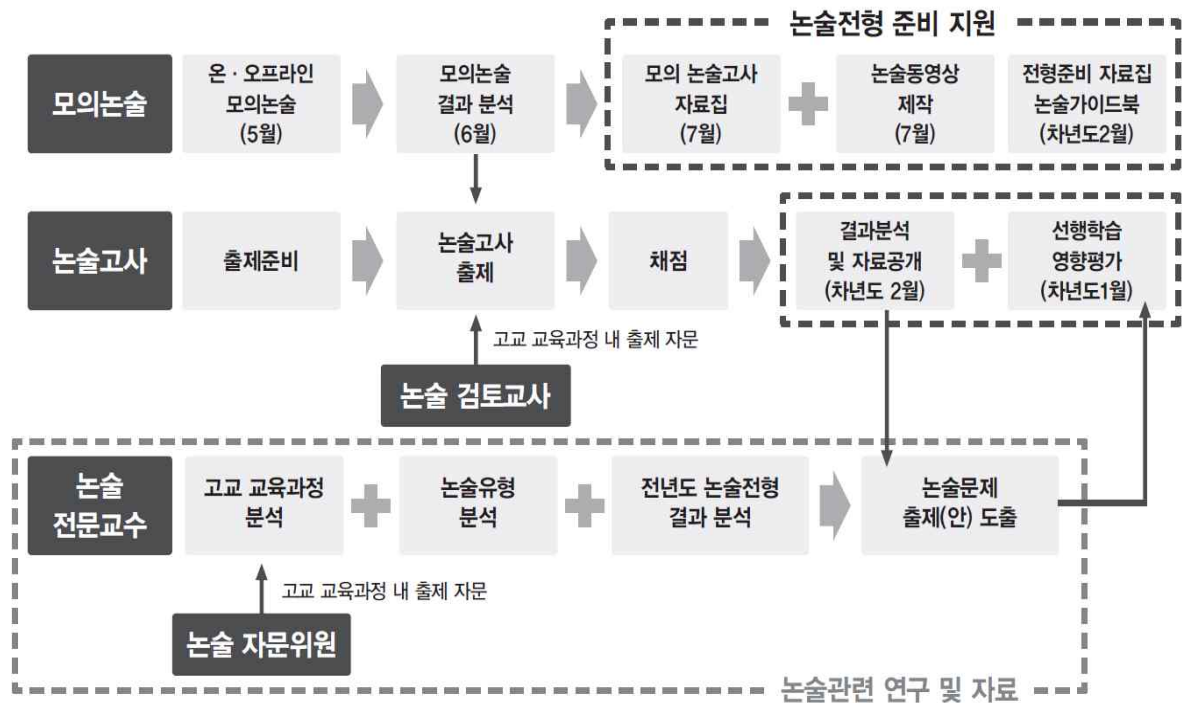 논술전형 준비 지원
모의논술
온 · 오프라인
모의논술
(5월)
모의논술
결과 분석
(6월)
모의 논술고사
자료집
(7월)
논술동영상
제작
(7월)
전형준비 자료집
논술가이드북
(차년도2월)
논술고사
출제준비
논술고사
출제
채점
결과분석
및 자료공개
(차년도 2월)
선행학습
영향평가
(차년도1월)
고교 교육과정 내 출제 자문
논술 검토교사
논술
전문교수
고교 교육과정
분석
논술유형
분석
전년도 논술전형
결과 분석
논술문제
출제(안) 도출
고교 교육과정 내 출제 자문
논술 자문위원
논술관련 연구 및 자료